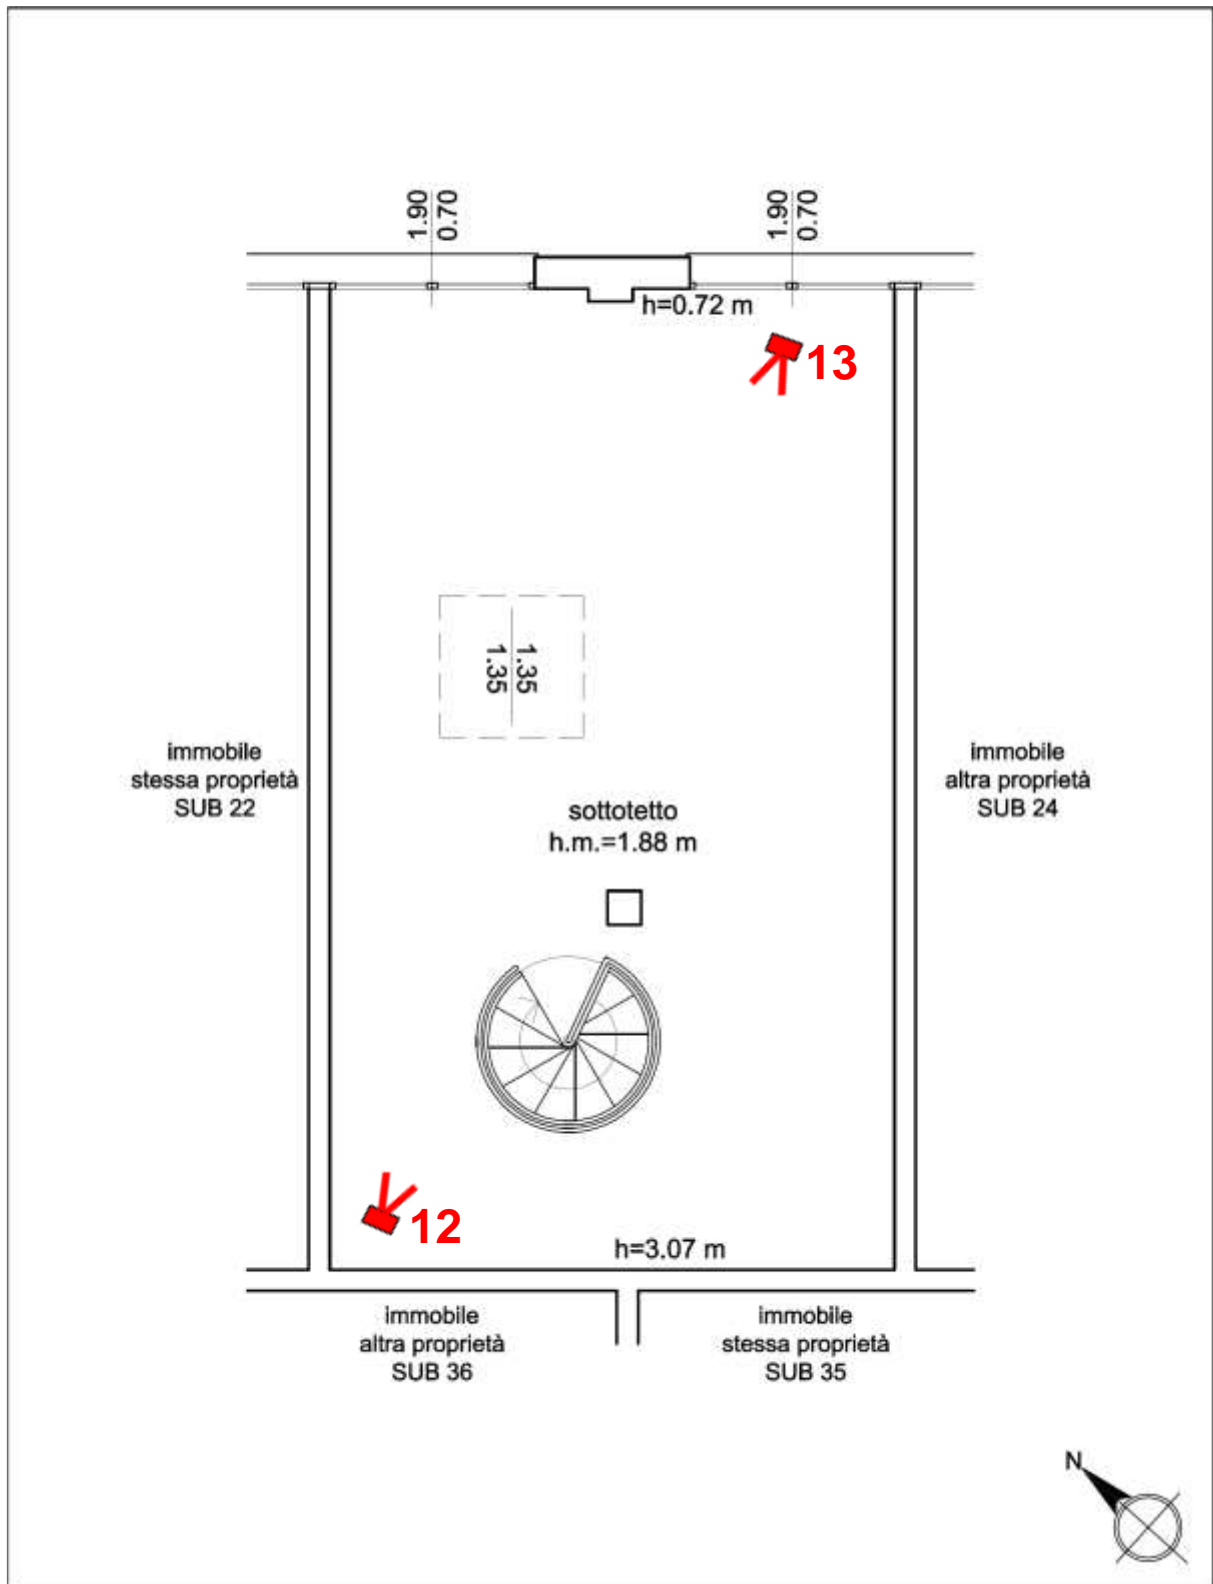 1.90
0.70
1.90
0.70
h=0.72 m
13
1.35
1.35
immobile
stessa proprietà
SUB 22
immobile
altra proprietà
SUB 24
sottotetto
h.m.=1.88 m
12
h=3.07 m
immobile
altra proprietà
SUB 36
immobile
stessa proprietà
SUB 35
N